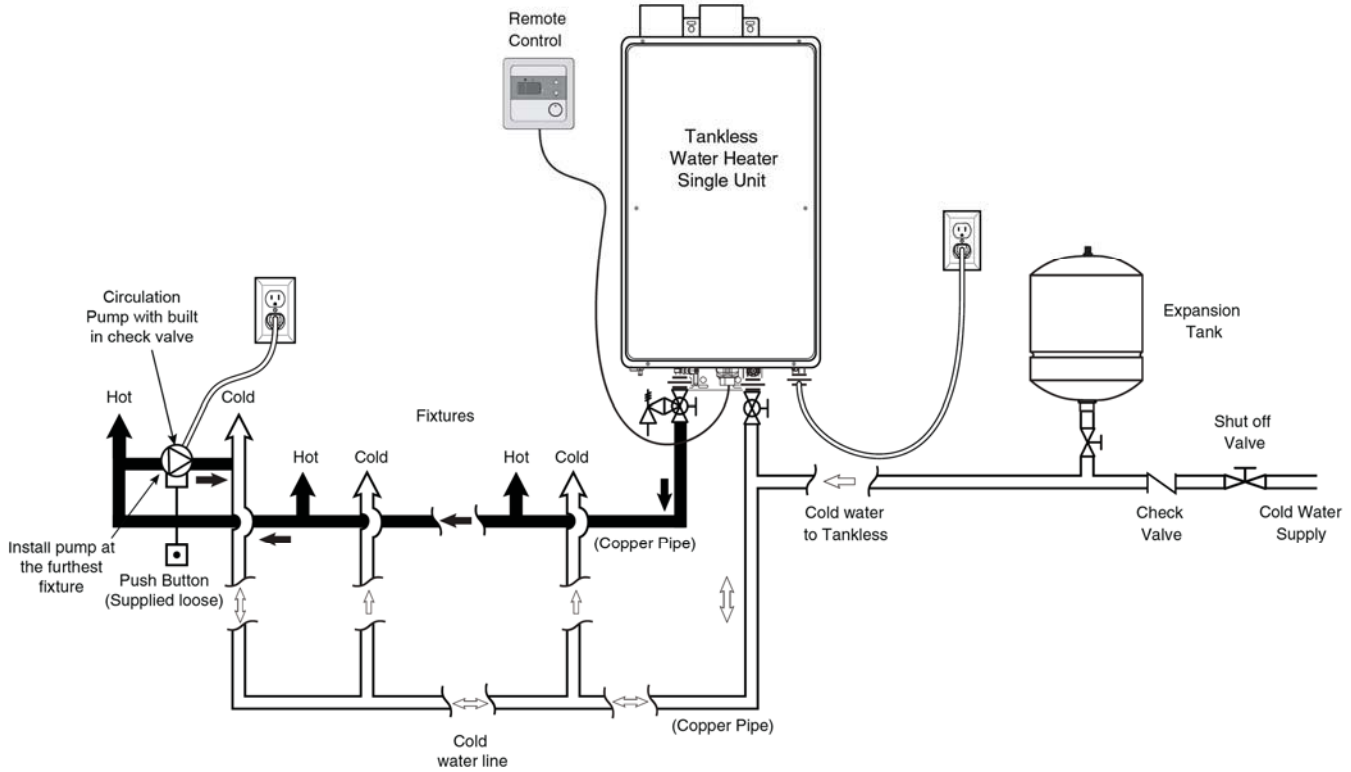 Remote
Control
Tankless
Water Heater
Single Unit
Circulation
Pump with built
in check valve
Expansion
Tank
Hot
Cold
Fixtures
Shut off
Valve
Hot
Cold
Hot
Cold
Install pump at
the furthest
fixture
Push Button
(Supplied loose)
(Copper Pipe)
Cold water
to Tankless
Check
Valve
Cold Water
Supply
(Copper Pipe)
Cold
water line